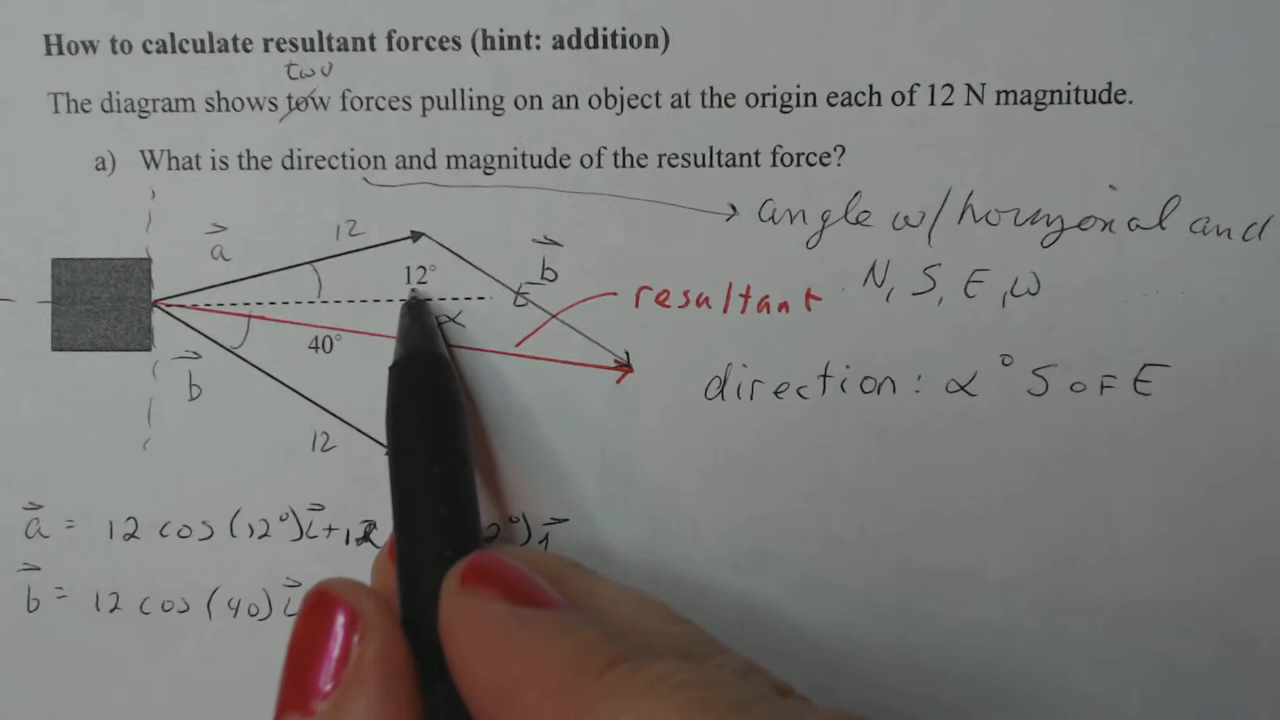 How to calculate resultant forces (hint: addition)
two
The diagram shows tow forces pulling on an object at the origin each of 12 N magnitude.
a) What is the direction and magnitude of the resultant force?
angle w/ horyzonal and
N, S, E, W
a 12
12°
b
E
resultant
α
40°
b
direction: α° S OF E
12
a = 12 cos(12°)i+12 2°)j
b = 12 cos(40)i